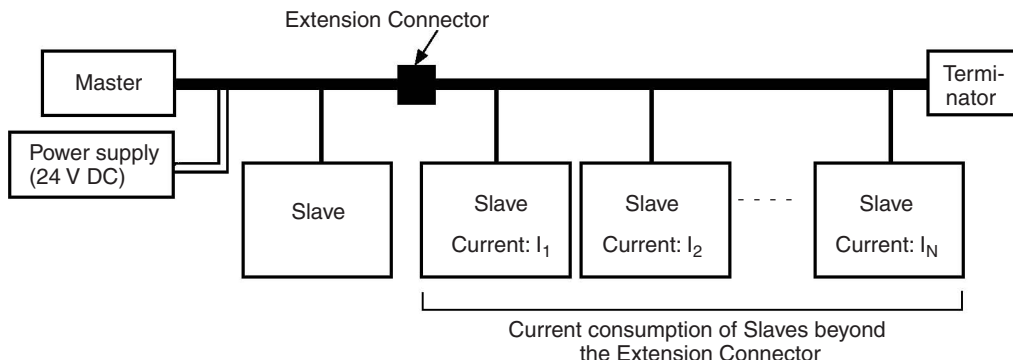 Extension Connector
Master
Termi-
nator
Power supply
(24 V DC)
Slave
Slave
Current: I1
Slave
Current: I2
- - - -
Slave
Current: IN
Current consumption of Slaves beyond
the Extension Connector